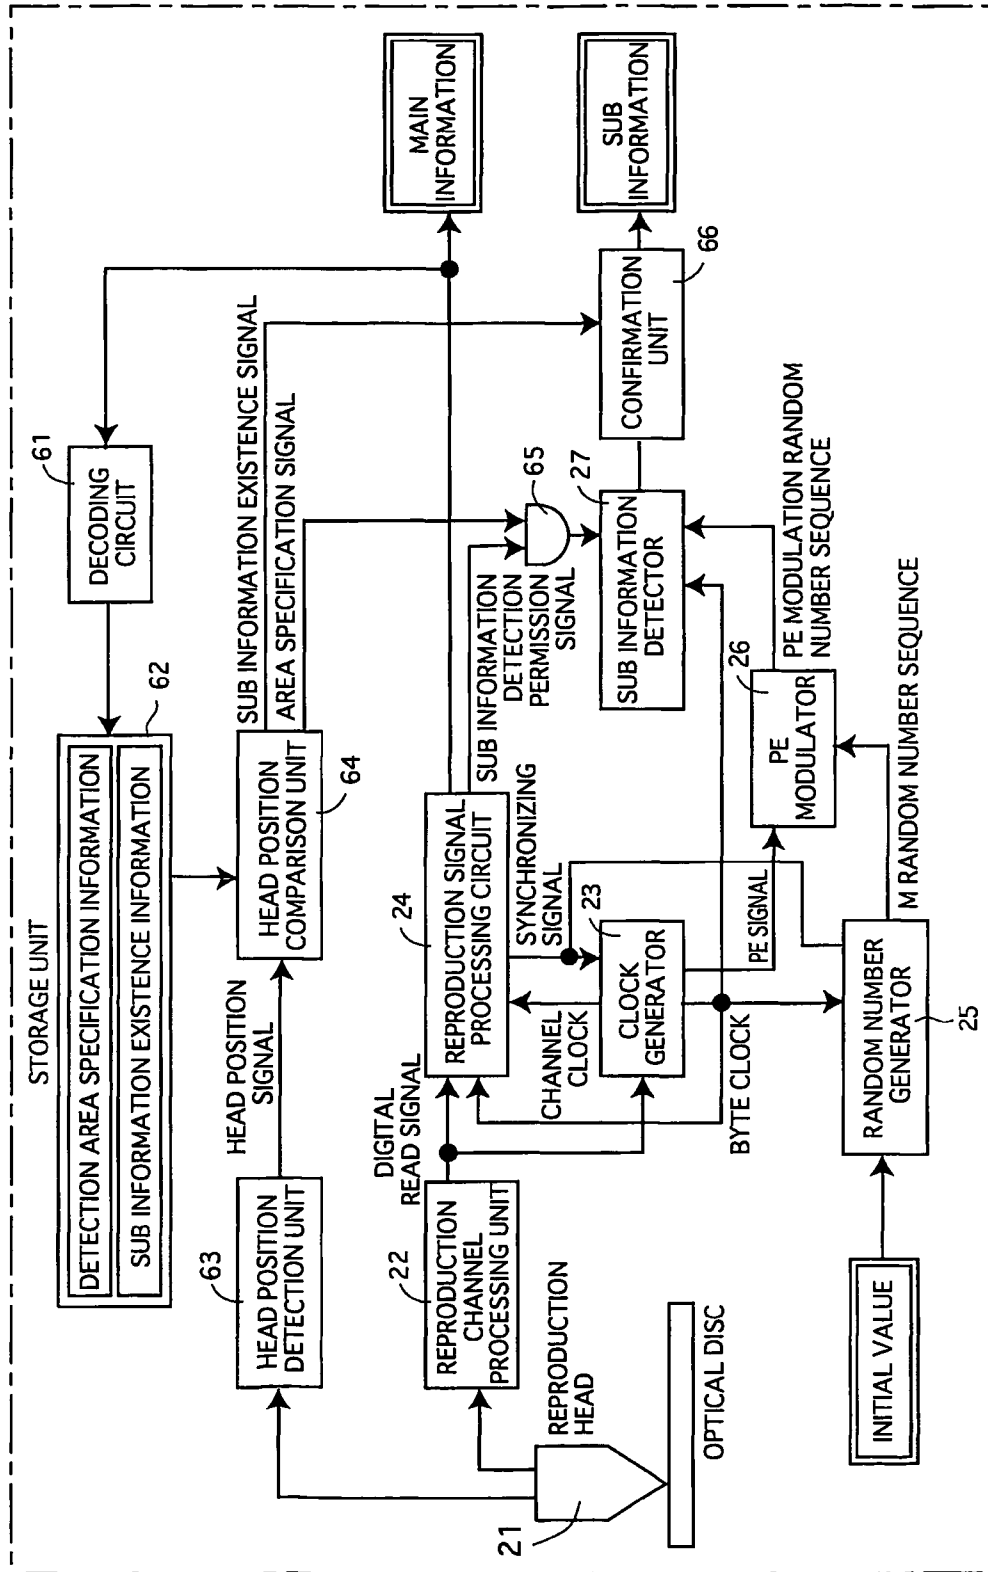 STORAGE UNIT
DETECTION AREA SPECIFICATION INFORMATION
SUB INFORMATION EXISTENCE INFORMATION
62
DECODING
CIRCUIT
61
HEAD POSITION
DETECTION UNIT
63
HEAD POSITION
SIGNAL
HEAD POSITION
COMPARISON UNIT
64
SUB INFORMATION EXISTENCE SIGNAL
AREA SPECIFICATION SIGNAL
MAIN
INFORMATION
REPRODUCTION
CHANNEL
PROCESSING UNIT
22
DIGITAL
READ SIGNAL
REPRODUCTION SIGNAL
PROCESSING CIRCUIT
24
SUB INFORMATION
DETECTION
PERMISSION
SIGNAL
65
REPRODUCTION
HEAD
21
OPTICAL DISC
CHANNEL
CLOCK
SYNCHRONIZING
SIGNAL
CLOCK
GENERATOR
23
SUB INFORMATION
DETECTOR
27
CONFIRMATION
UNIT
66
SUB
INFORMATION
BYTE CLOCK
PE SIGNAL
PE
MODULATOR
26
PE MODULATION RANDOM
NUMBER SEQUENCE
INITIAL VALUE
RANDOM NUMBER
GENERATOR
25
M RANDOM NUMBER SEQUENCE